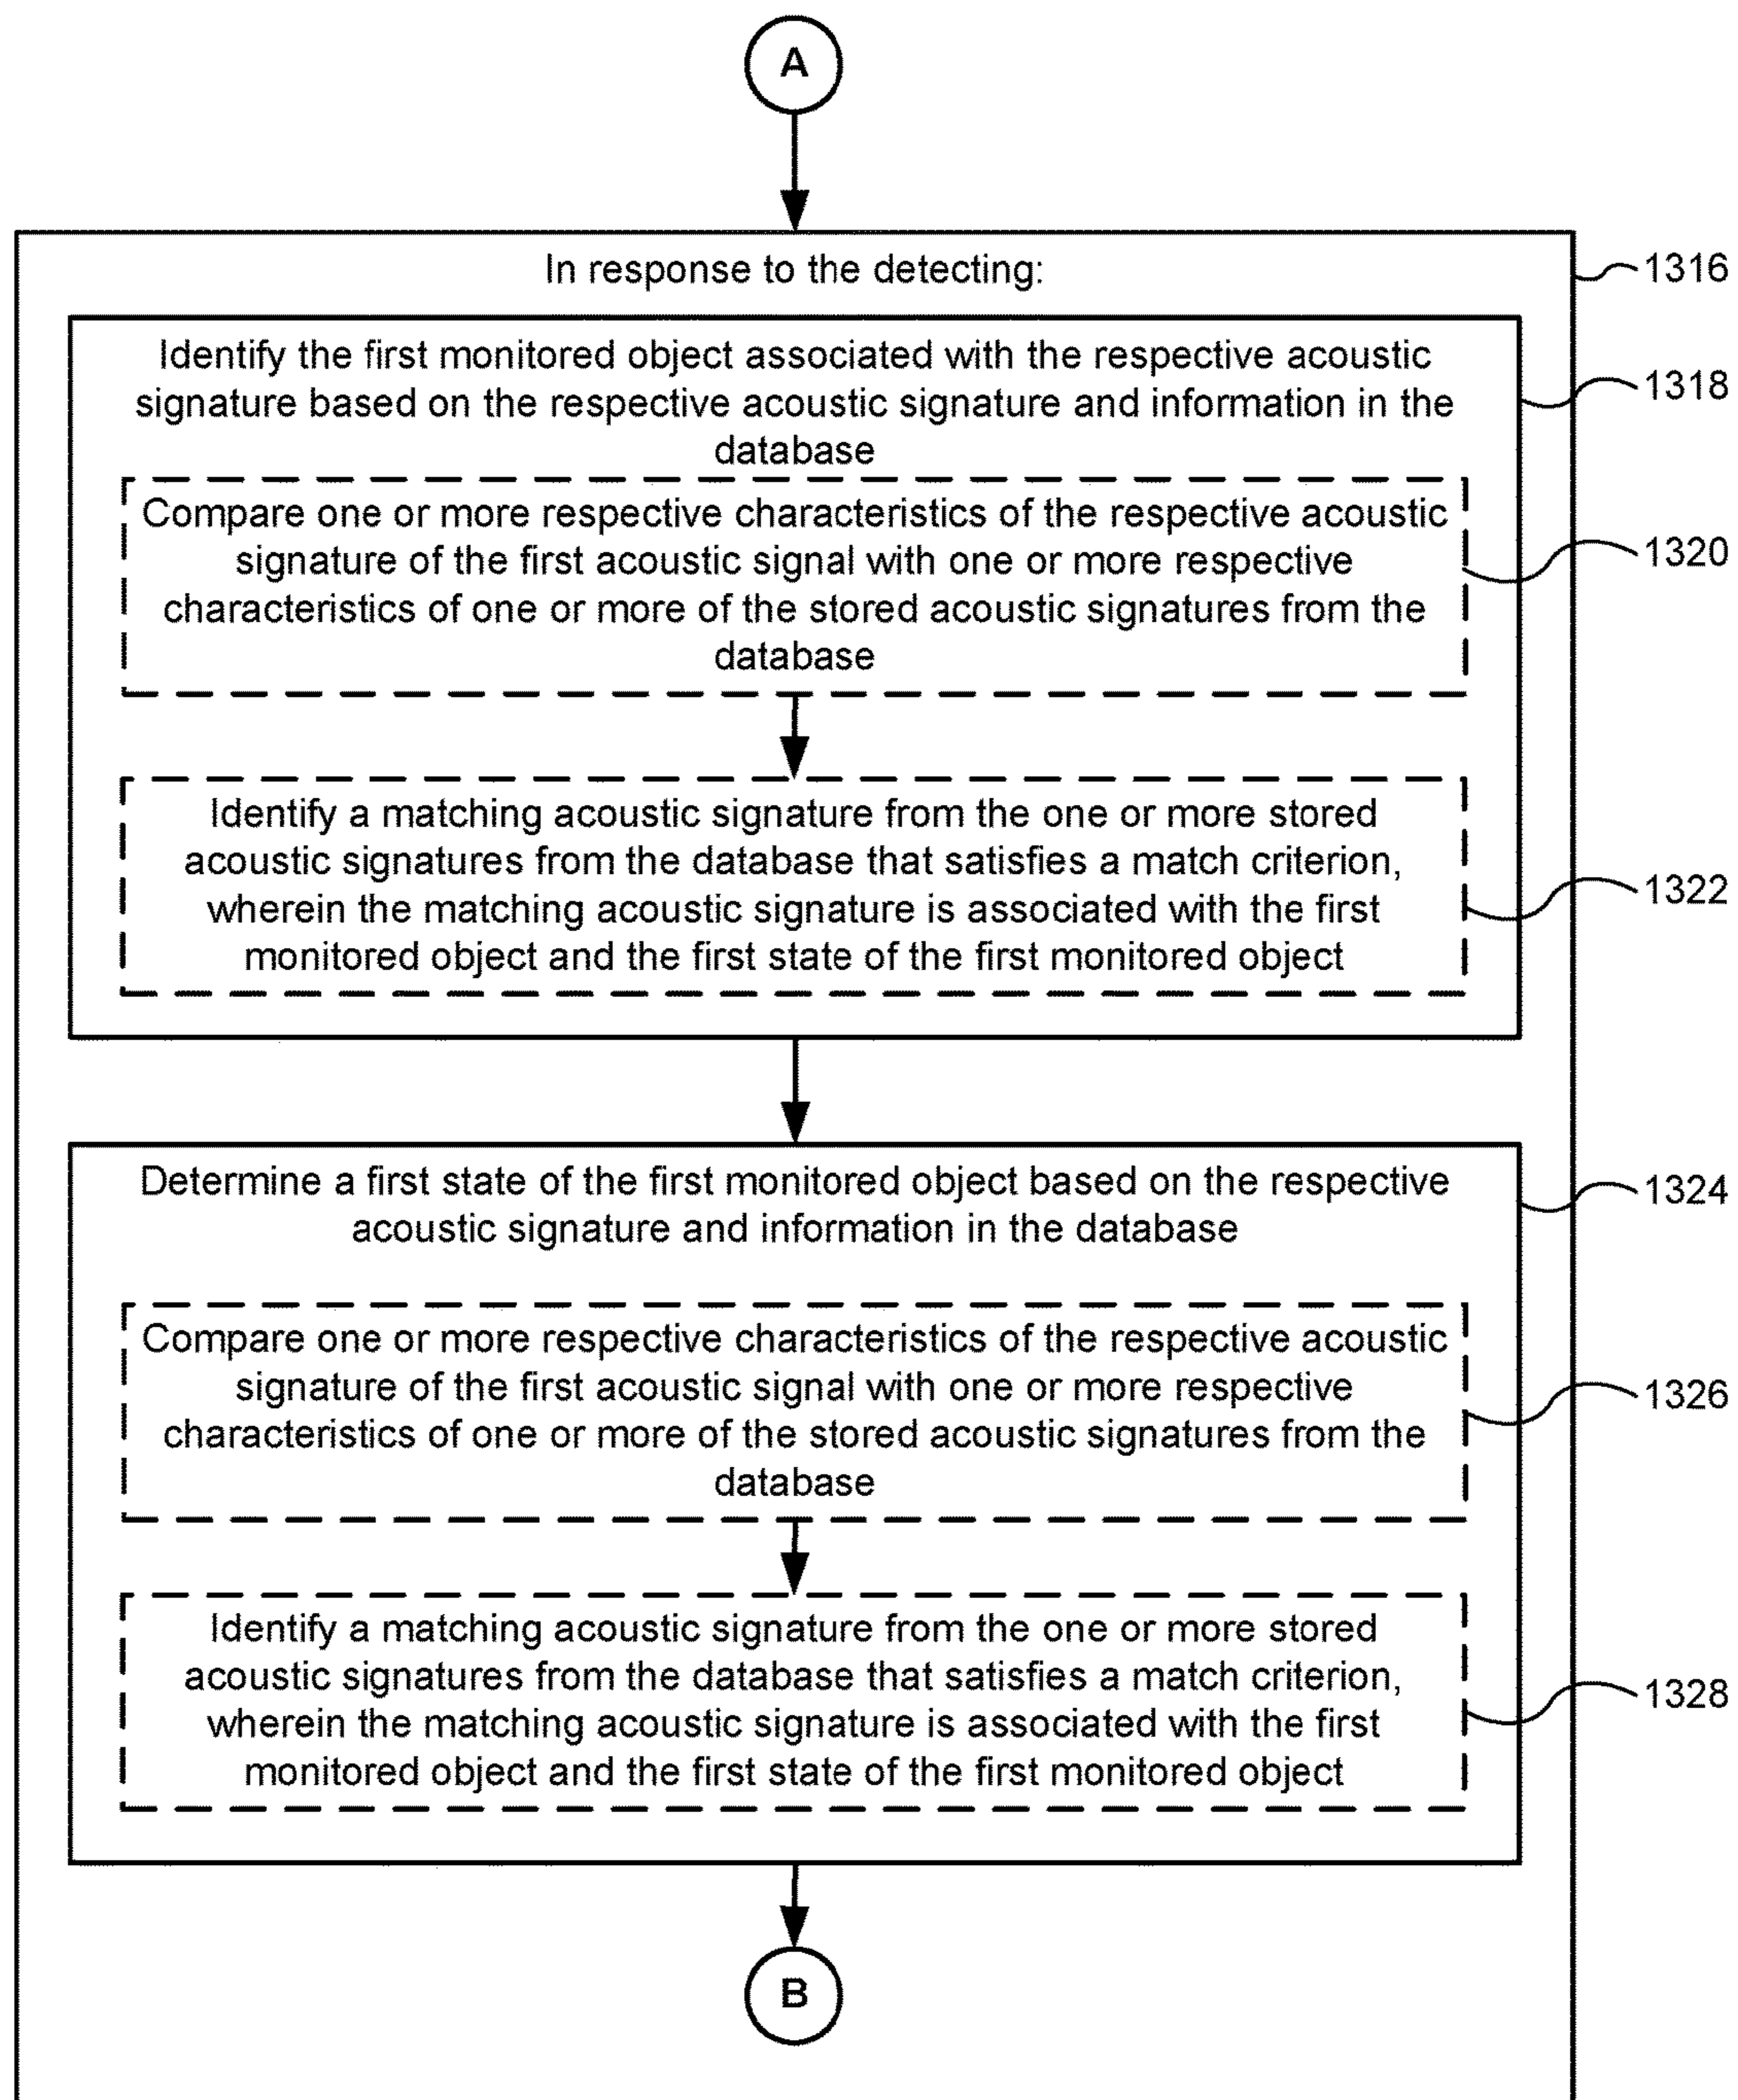 A
In response to the detecting:
1316
Identify the first monitored object associated with the respective acoustic
signature based on the respective acoustic signature and information in the
database
1318
Compare one or more respective characteristics of the respective acoustic
signature of the first acoustic signal with one or more respective
characteristics of one or more of the stored acoustic signatures from the
database
1320
Identify a matching acoustic signature from the one or more stored
acoustic signatures from the database that satisfies a match criterion,
wherein the matching acoustic signature is associated with the first
monitored object and the first state of the first monitored object
1322
Determine a first state of the first monitored object based on the respective
acoustic signature and information in the database
1324
Compare one or more respective characteristics of the respective acoustic
signature of the first acoustic signal with one or more respective
characteristics of one or more of the stored acoustic signatures from the
database
1326
Identify a matching acoustic signature from the one or more stored
acoustic signatures from the database that satisfies a match criterion,
wherein the matching acoustic signature is associated with the first
monitored object and the first state of the first monitored object
1328
B